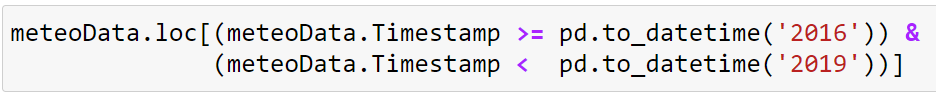 meteoData.loc[(meteoData.Timestamp >= pd.to_datetime('2016')) &
(meteoData.Timestamp <  pd.to_datetime('2019'))]